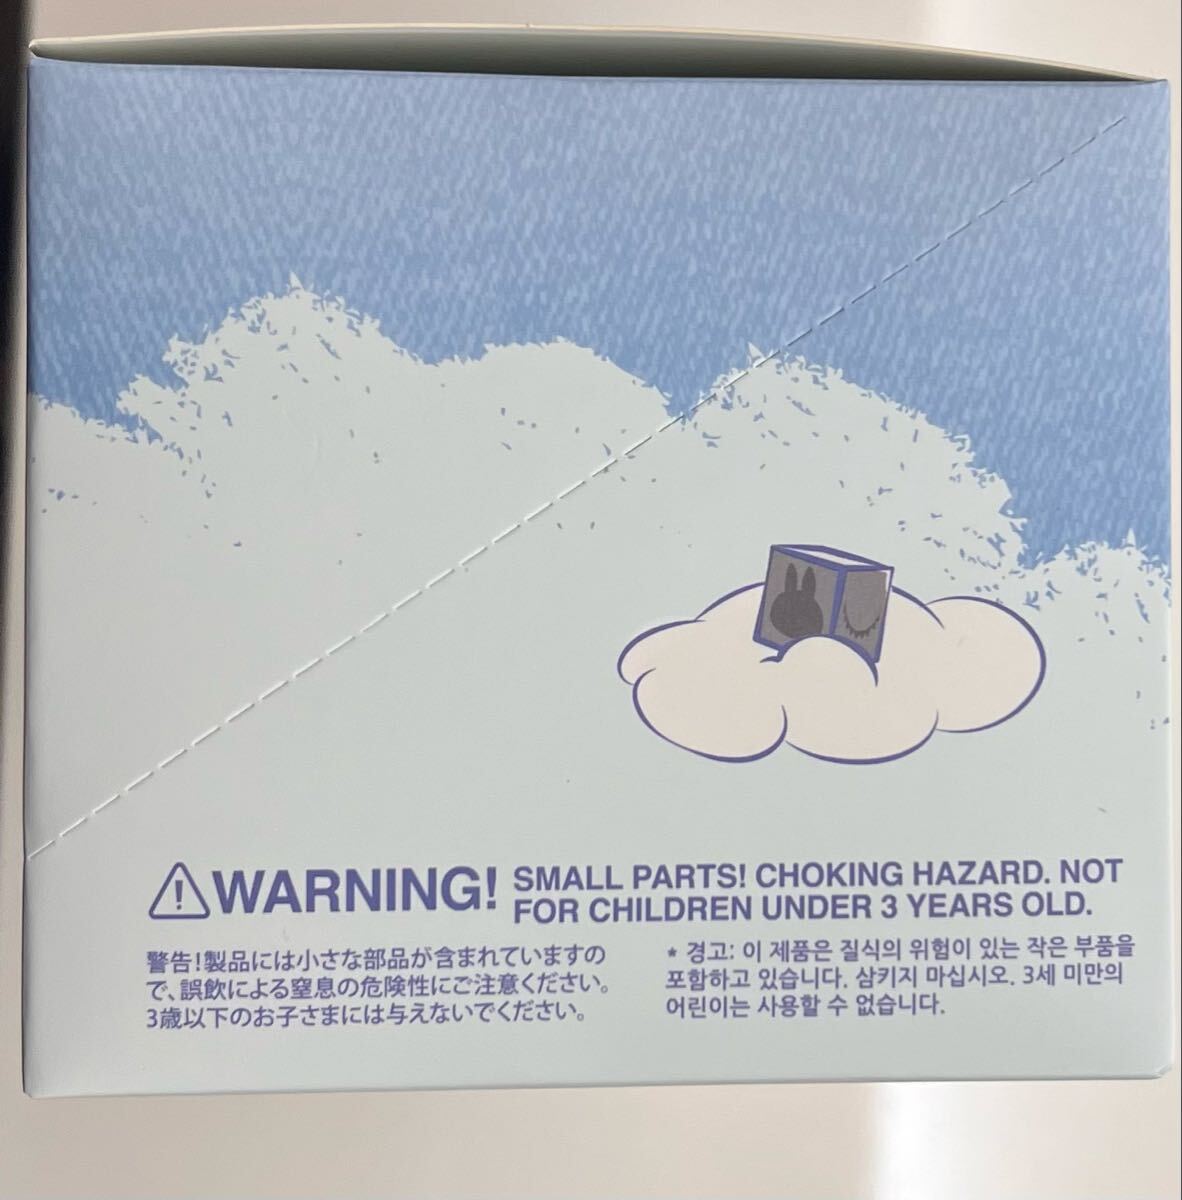 WARNING!
SMALL PARTS! CHOKING HAZARD. NOT
FOR CHILDREN UNDER 3 YEARS OLD.
警告!製品には小さな部品が含まれていますの
で、誤飲による窒息の危険性にご注意ください。
3歳以下のお子さまには与えないでください。
* 경고: 이 제품은 질식의 위험이 있는 작은 부품을
포함하고 있습니다. 삼키지 마십시오. 3세 미만의
어린이는 사용할 수 없습니다.